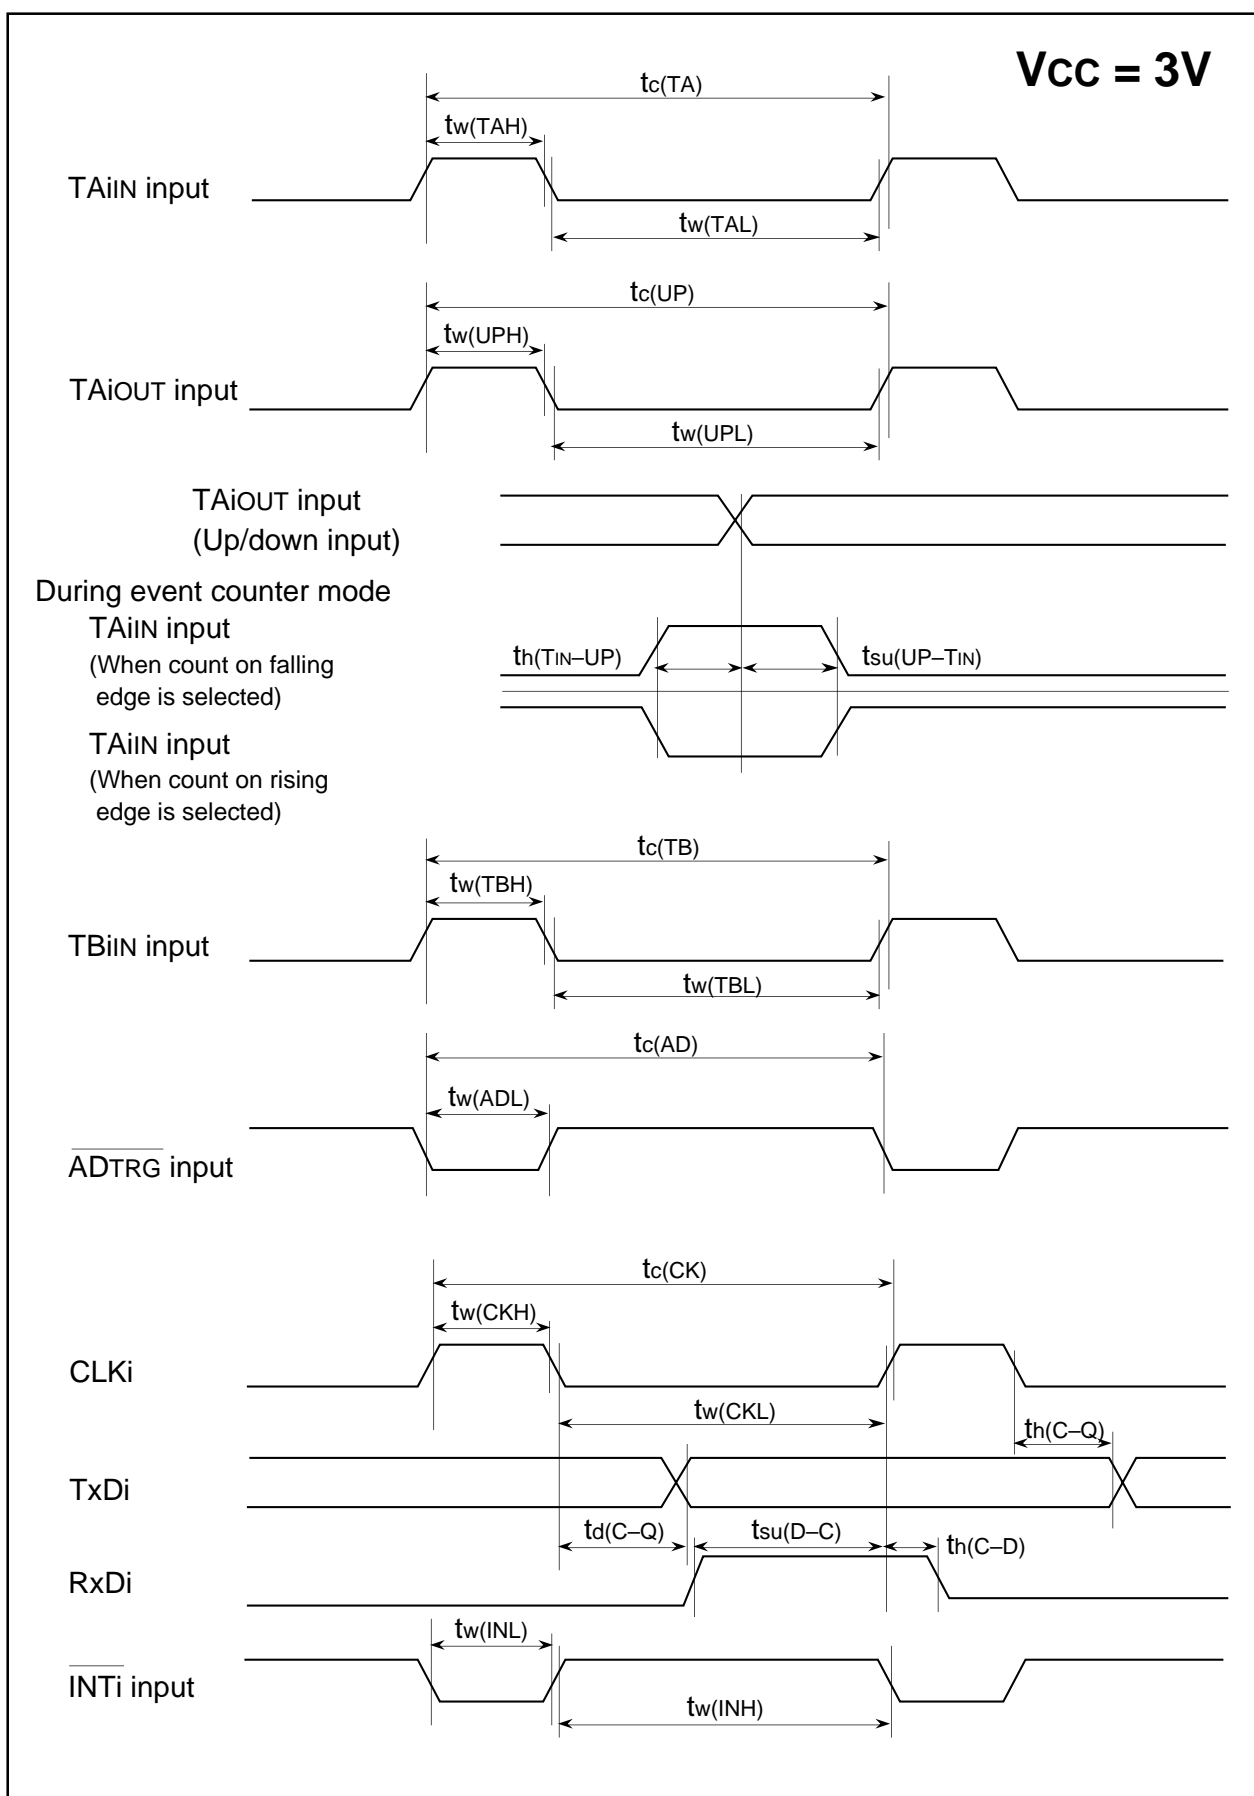 VCC = 3V
tc(TA)
tw(TAH)
TAiIN input
tw(TAL)
tc(UP)
tw(UPH)
TAiOUT input
tw(UPL)
TAiOUT input
(Up/down input)
During event counter mode
TAiIN input
(When count on falling
edge is selected)
th(TIN–UP)
tsu(UP–TIN)
TAiIN input
(When count on rising
edge is selected)
tc(TB)
tw(TBH)
TBiIN input
tw(TBL)
tc(AD)
tw(ADL)
ADTRG input
tc(CK)
tw(CKH)
CLKi
tw(CKL)
th(C–Q)
TxDi
td(C–Q)
tsu(D–C)
th(C–D)
RxDi
tw(INL)
INTi input
tw(INH)